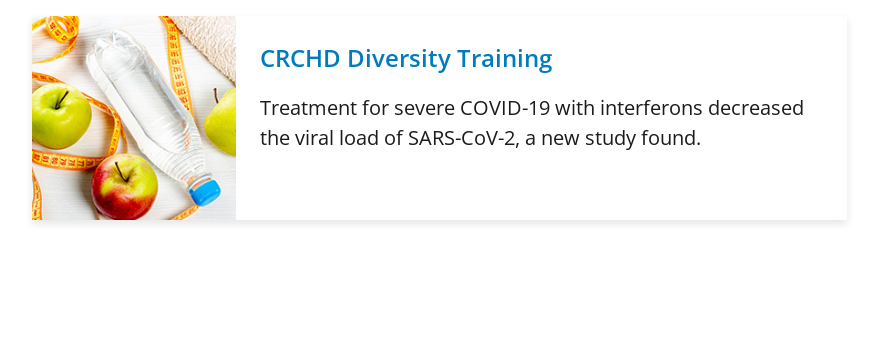 CRCHD Diversity Training
Treatment for severe COVID-19 with interferons decreased
the viral load of SARS-CoV-2, a new study found.